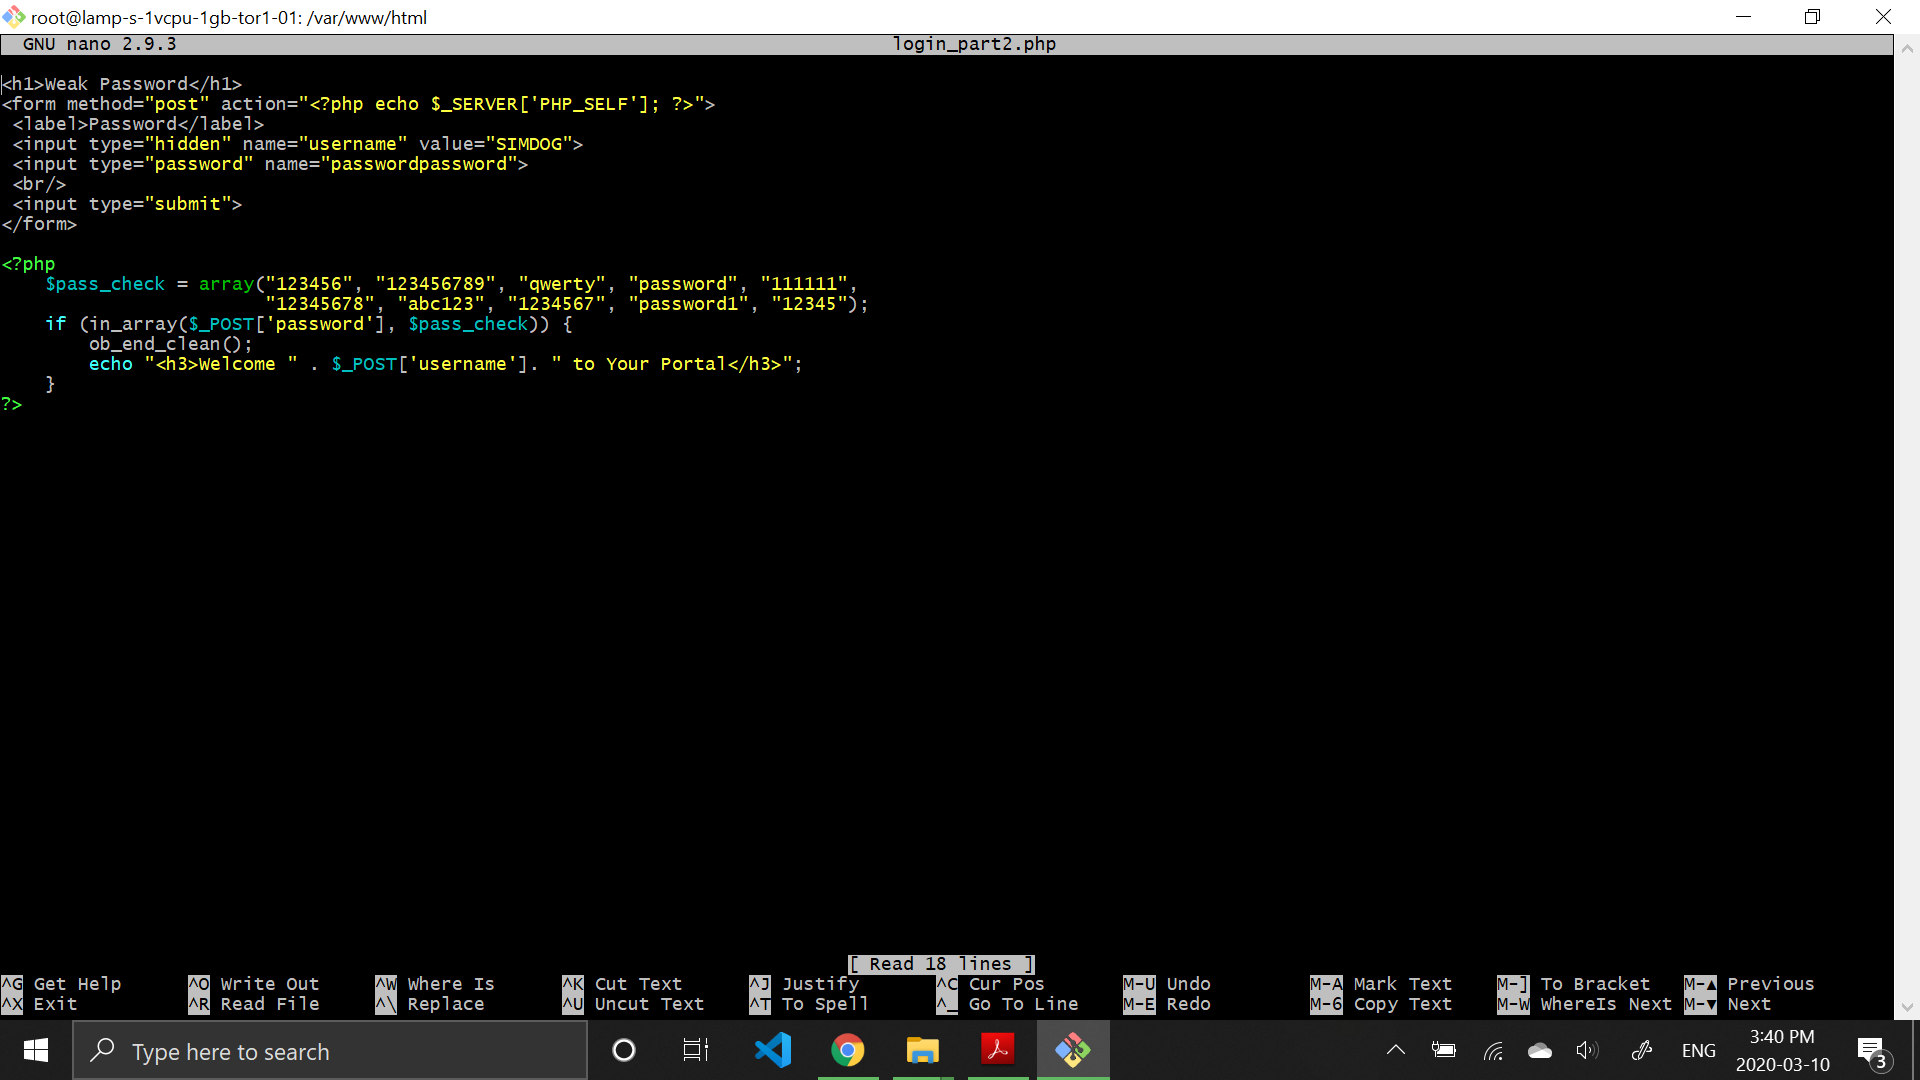 root@lamp-s-1vcpu-1gb-tor1-01: /var/www/html
GNU nano 2.9.3 login_part2.php
<h1>Weak Password</h1>
<form method="post" action="<?php echo $_SERVER['PHP_SELF']; ?>">
 <label>Password</label>
 <input type="hidden" name="username" value="SIMDOG">
 <input type="password" name="passwordpassword">
 <br/>
 <input type="submit">
</form>
<?php
    $pass_check = array("123456", "123456789", "qwerty", "password", "111111",
                        "12345678", "abc123", "1234567", "password1", "12345");
    if (in_array($_POST['password'], $pass_check)) {
        ob_end_clean();
        echo "<h3>Welcome " . $_POST['username']. " to Your Portal</h3>";
    }
?>
[ Read 18 lines ]
^G Get Help ^O Write Out ^W Where Is ^K Cut Text ^J Justify ^C Cur Pos M-U Undo M-A Mark Text M-] To Bracket M-▲ Previous
^X Exit ^R Read File ^\ Replace ^U Uncut Text ^T To Spell ^_ Go To Line M-E Redo M-6 Copy Text M-W WhereIs Next M-▼ Next
Type here to search
ENG
3:40 PM
2020-03-10
3